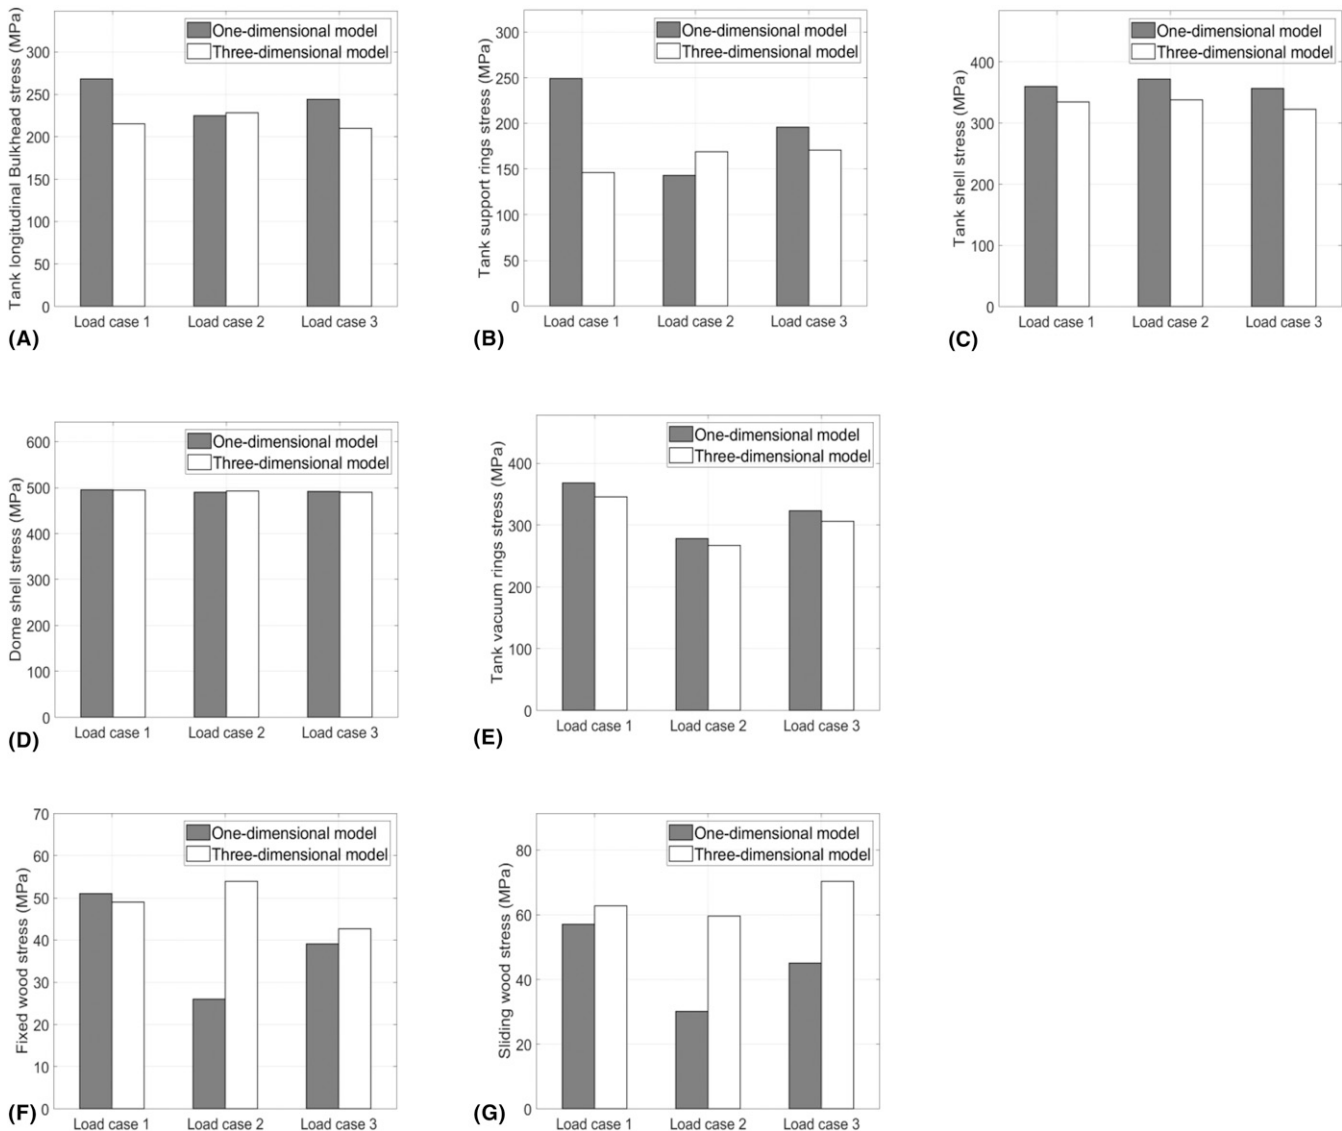 Tank longitudinal Bulkhead stress (MPa)
300
250
200
150
100
50
0
One-dimensional model
Three-dimensional model
Load case 1 Load case 2 Load case 3
(A)
Tank support rings stress (MPa)
300
250
200
150
100
50
0
One-dimensional model
Three-dimensional model
Load case 1 Load case 2 Load case 3
(B)
Tank shell stress (MPa)
400
300
200
100
0
One-dimensional model
Three-dimensional model
Load case 1 Load case 2 Load case 3
(C)
Dome shell stress (MPa)
600
500
400
300
200
100
0
One-dimensional model
Three-dimensional model
Load case 1 Load case 2 Load case 3
(D)
Tank vacuum rings stress (MPa)
400
300
200
100
0
One-dimensional model
Three-dimensional model
Load case 1 Load case 2 Load case 3
(E)
Fixed wood stress (MPa)
70
60
50
40
30
20
10
0
One-dimensional model
Three-dimensional model
Load case 1 Load case 2 Load case 3
(F)
Sliding wood stress (MPa)
80
60
40
20
0
One-dimensional model
Three-dimensional model
Load case 1 Load case 2 Load case 3
(G)